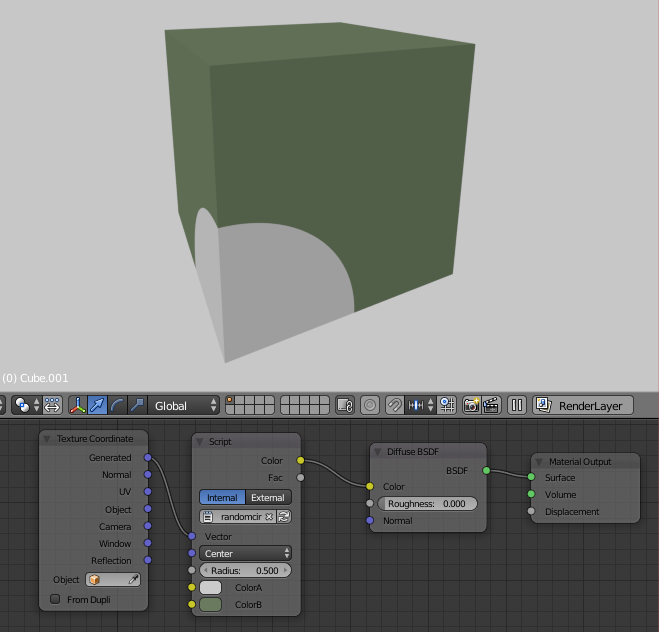 (0) Cube.001
Global
RenderLayer
Texture Coordinate
Generated
Normal
UV
Object
Camera
Window
Reflection
Object
From Dupli
Script
Color
Fac
Internal External
randomcir
Vector
Center
Radius: 0.500
ColorA
ColorB
Diffuse BSDF
BSDF
Color
Roughness: 0.000
Normal
Material Output
Surface
Volume
Displacement